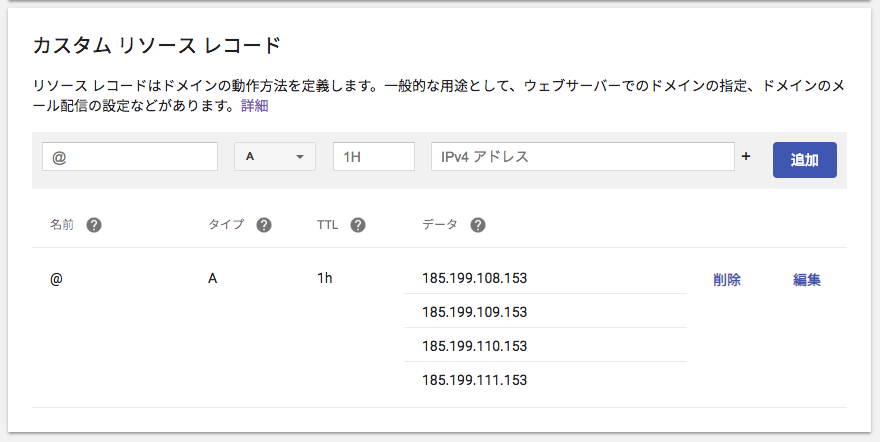 カスタム リソース レコード
リソース レコードはドメインの動作方法を定義します。一般的な用途として、ウェブサーバーでのドメインの指定、ドメインのメ
ール配信の設定などがあります。詳細
@ A 1H IPv4 アドレス + 追加
名前 ? タイプ ? TTL ? データ ?
@ A 1h 185.199.108.153 削除 編集
185.199.109.153
185.199.110.153
185.199.111.153